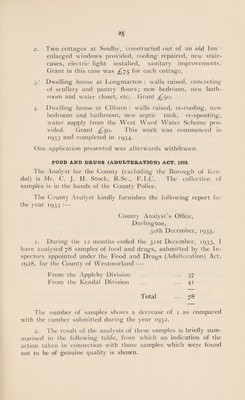 25
2. Two cottages at Soulby, constructed out of an old Inn:
enlarged windows provided, roofing repaired, new stair-
cases, electric light installed, sanitary improvements.
Grant in this case was £75 for each cottage.
3. Dwelling house at Longmarton: walls raised, concreting
of scullery and pantry floors; new bedroom, new bath-
room and water closet, etc. Grant £50.
4. Dwelling house at Cliburn: walls raised, re-roofing, new
bedroom and bathroom, new septic tank, re-spouting,
water supply from the West Ward Water Scheme pro-
vided. Grant £50. This work was commenced in
1933 and completed in 1934.
One application presented was afterwards withdrawn.
FOOD AND DRUGS (ADULTERATION) ACT, 1928.
The Analyst for the County (excluding the Borough of Ken-
dal) is Mr. C. J. H. Stock, B.Sc., F.I.C. The collection of
samples is in the hands of the County Police.
The County Analyst kindly furnishes the following report for
the year 1933:—
County Analyst's Office,
Darlington,
30th December, 1933.
1. During the 12 months ended the 31st December, 1933, I
have analysed 78 samples of food and drugs, submitted by the In-
spectors appointed under the Food and Drugs (Adulteration) Act,
1928, for the County of Westmorland:—
From the Appleby Division ... ... 37
From the Kendal Division ... ... 41
Total ... 78
The number of samples shows a decrease of 1 as compared
with the number submitted during the year 1932.
2. The result of the analysis of these samples is briefly sum-
marised in the following table, from which an indication of the
action taken in connection with those samples which were found
not to be of genuine quality is shown.